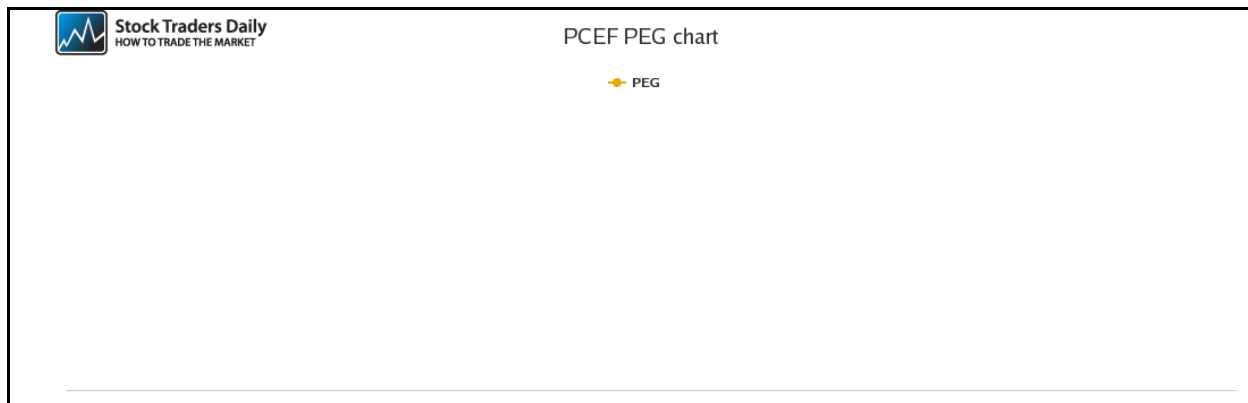 Stock Traders Daily
HOW TO TRADE THE MARKET
PCEF PEG chart
PEG